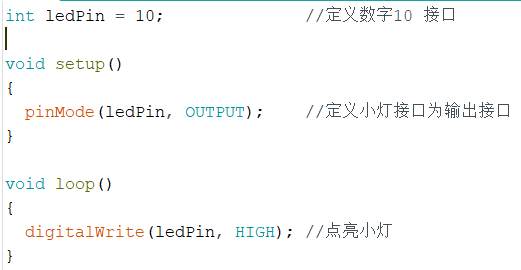 int ledPin = 10;               //定义数字10 接口

void setup()
{
  pinMode(ledPin, OUTPUT);    //定义小灯接口为输出接口
}

void loop()
{
  digitalWrite(ledPin, HIGH); //点亮小灯
}